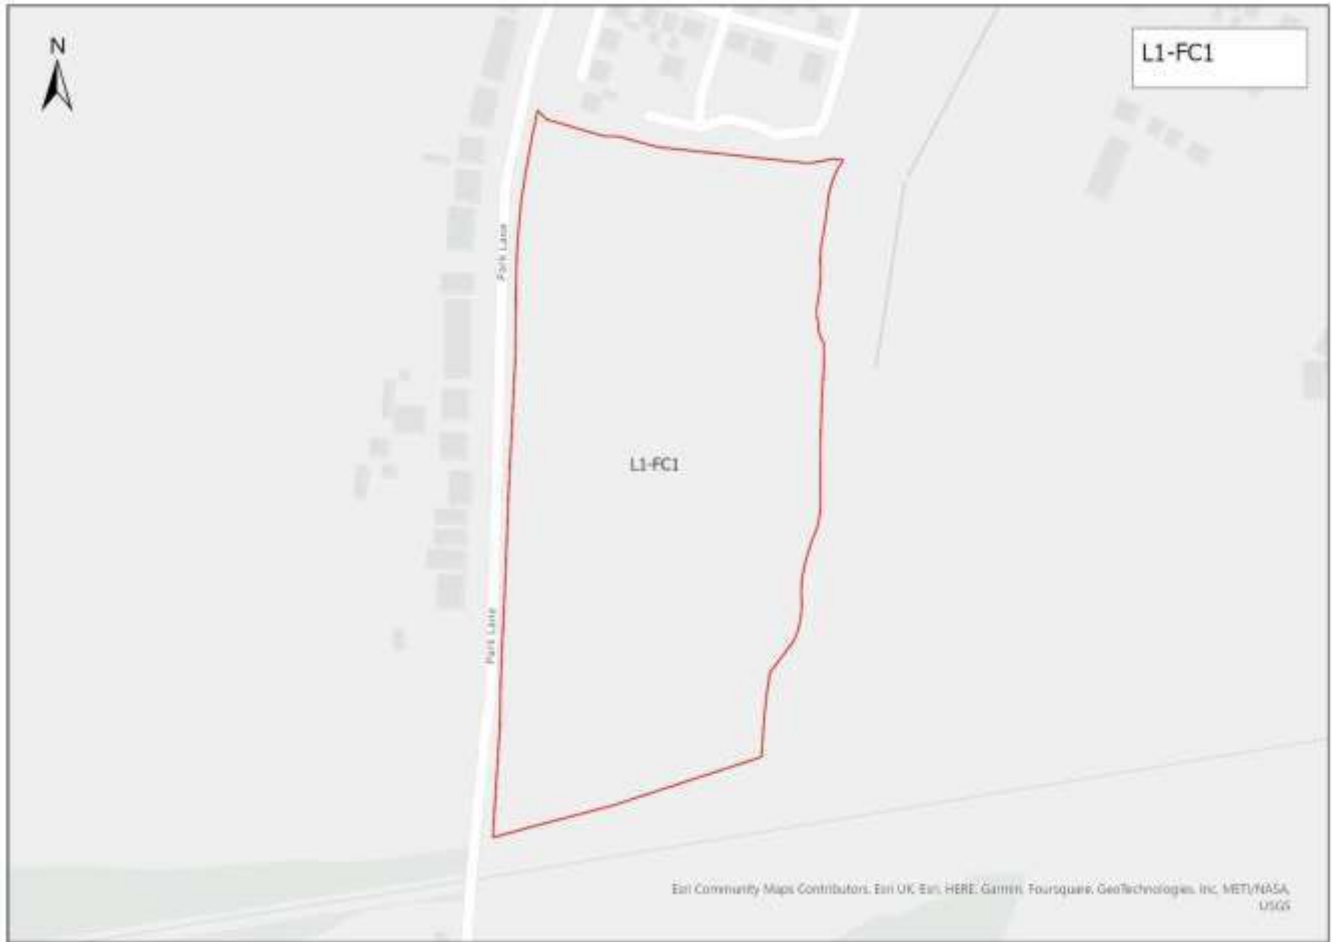 N
L1-FC1
Park Lane
L1-FC1
Park Lane
Esri Community Maps Contributors, Esri UK, Esri, HERE, Garmin, Foursquare, GeoTechnologies, Inc, METI/NASA,
USGS